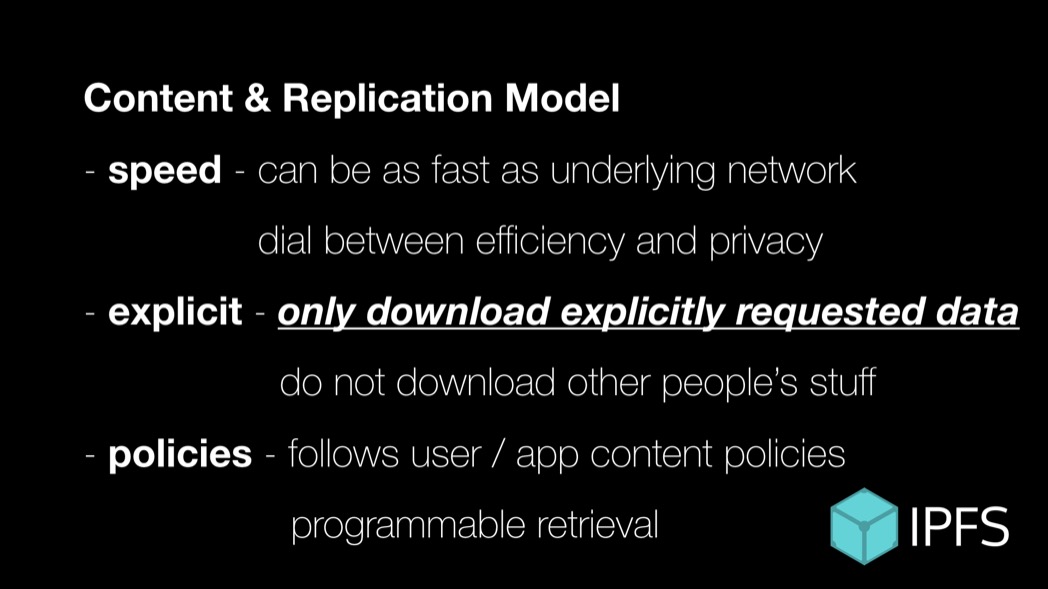 Content & Replication Model
- speed - can be as fast as underlying network
dial between efficiency and privacy
- explicit - only download explicitly requested data
do not download other people’s stuff
- policies - follows user / app content policies
programmable retrieval
IPFS